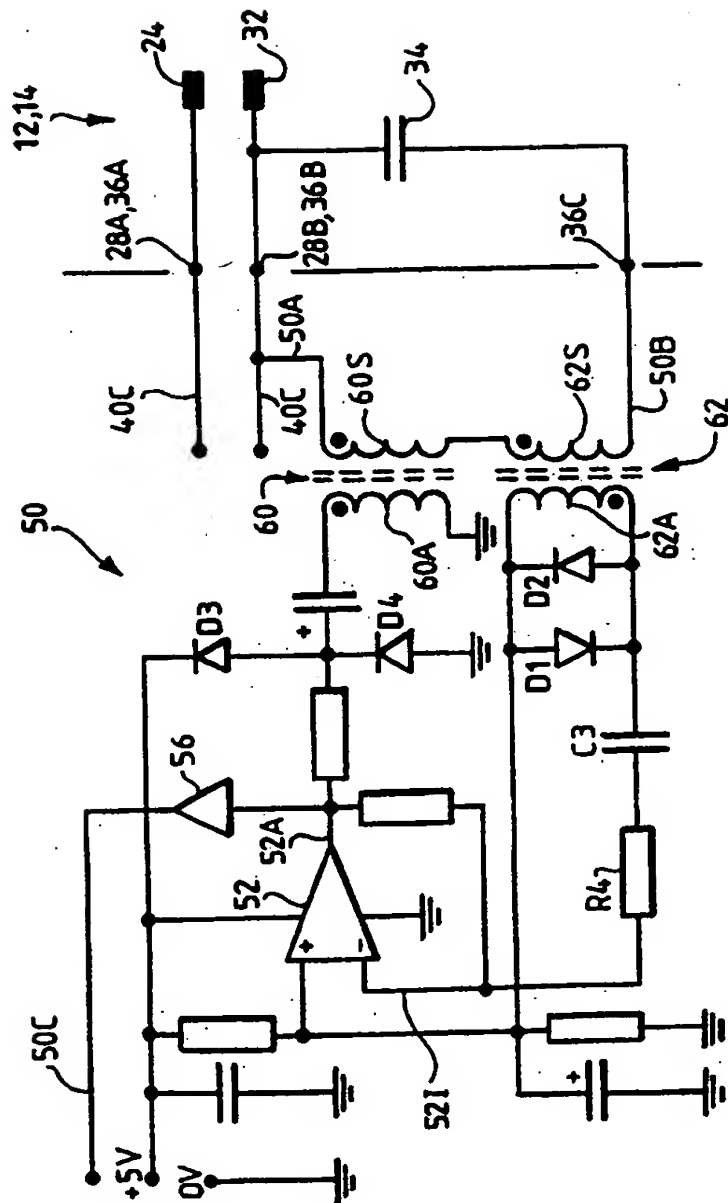 12,14
24
28A,36A
32
40C
28B,36B
34
50A
40C
60S
36C
50
60
62S
50B
60A
62
D3
D4
62A
D2
D1
56
+
C3
52A
52
R4
+
-
50C
52I
+
+5V
0V